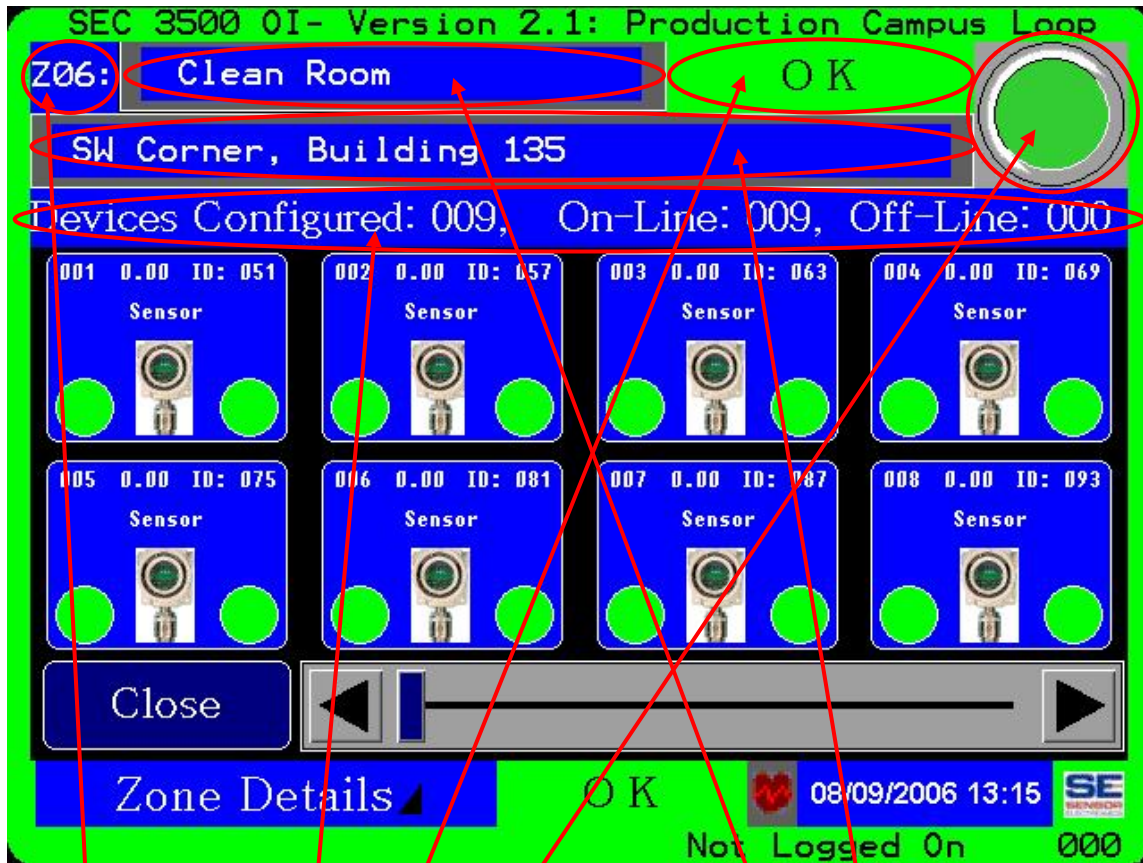 SEC 3500 OI- Version 2.1: Production Campus Loop
Z06: Clean Room OK
SW Corner, Building 135
Devices Configured: 009, On-Line: 009, Off-Line: 000
001 0.00 ID: 051
Sensor
002 0.00 ID: 057
Sensor
003 0.00 ID: 063
Sensor
004 0.00 ID: 069
Sensor
005 0.00 ID: 075
Sensor
006 0.00 ID: 081
Sensor
007 0.00 ID: 087
Sensor
008 0.00 ID: 093
Sensor
Close
Zone Details OK 08/09/2006 13:15 SE
SENSOR
ELECTRONICS
Not Logged On 000